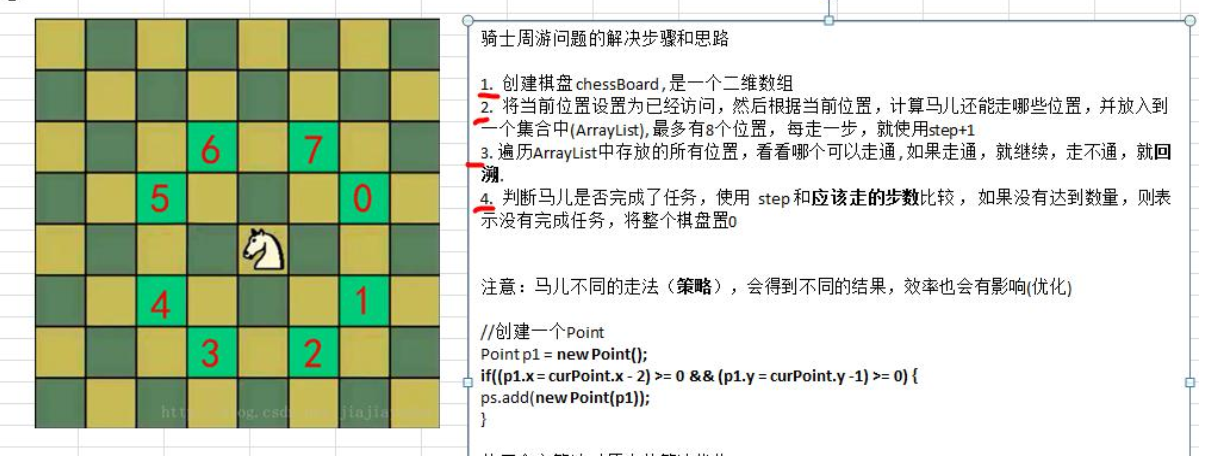 6 7
5 0
4 1
3 2
骑士周游问题的解决步骤和思路
1. 创建棋盘 chessBoard , 是一个二维数组
2. 将当前位置设置为已经访问，然后根据当前位置，计算马儿还能走哪些位置，并放入到
一个集合中(ArrayList), 最多有8个位置， 每走一步，就使用step+1
3. 遍历ArrayList中存放的所有位置，看看哪个可以走通 , 如果走通，就继续，走不通，就回
溯.
4. 判断马儿是否完成了任务，使用 step 和应该走的步数比较 ， 如果没有达到数量，则表
示没有完成任务，将整个棋盘置0
注意：马儿不同的走法（策略），会得到不同的结果，效率也会有影响(优化)
//创建一个Point
Point p1 = new Point();
if((p1.x = curPoint.x - 2) >= 0 && (p1.y = curPoint.y -1) >= 0) {
ps.add(new Point(p1));
}